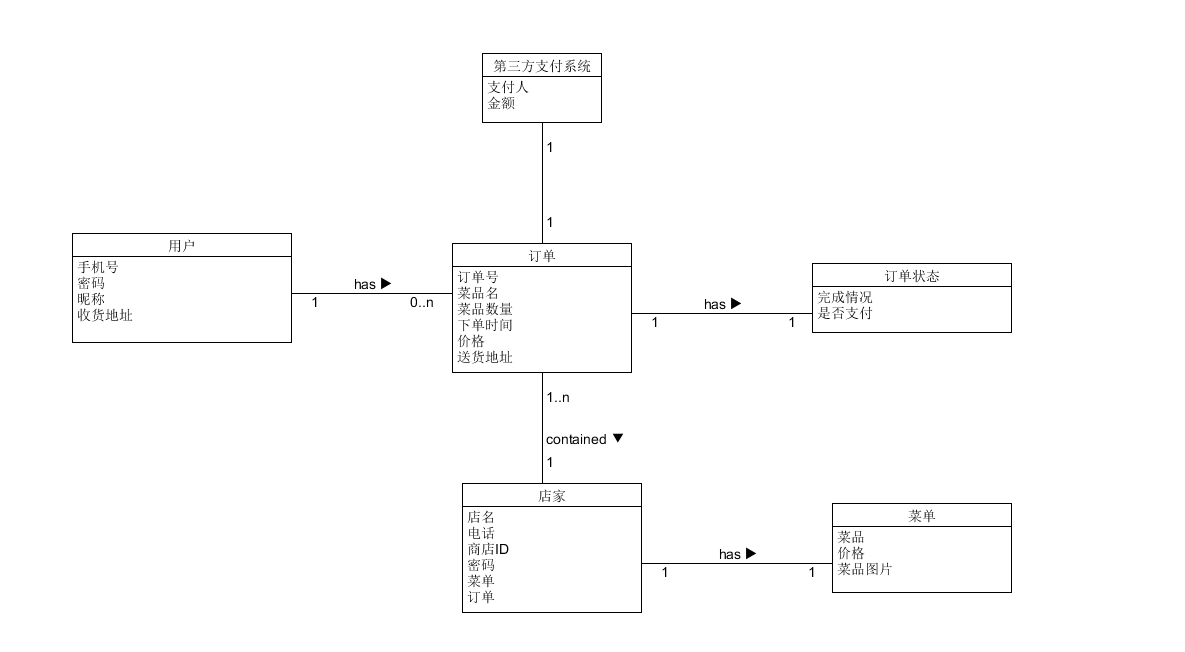 第三方支付系统
支付人
金额
1
1
用户
手机号
密码
昵称
收货地址
has
1
0..n
订单
订单号
菜品名
菜品数量
下单时间
价格
送货地址
has
1
1
订单状态
完成情况
是否支付
1..n
contained
1
店家
店名
电话
商店ID
密码
菜单
订单
has
1
1
菜单
菜品
价格
菜品图片